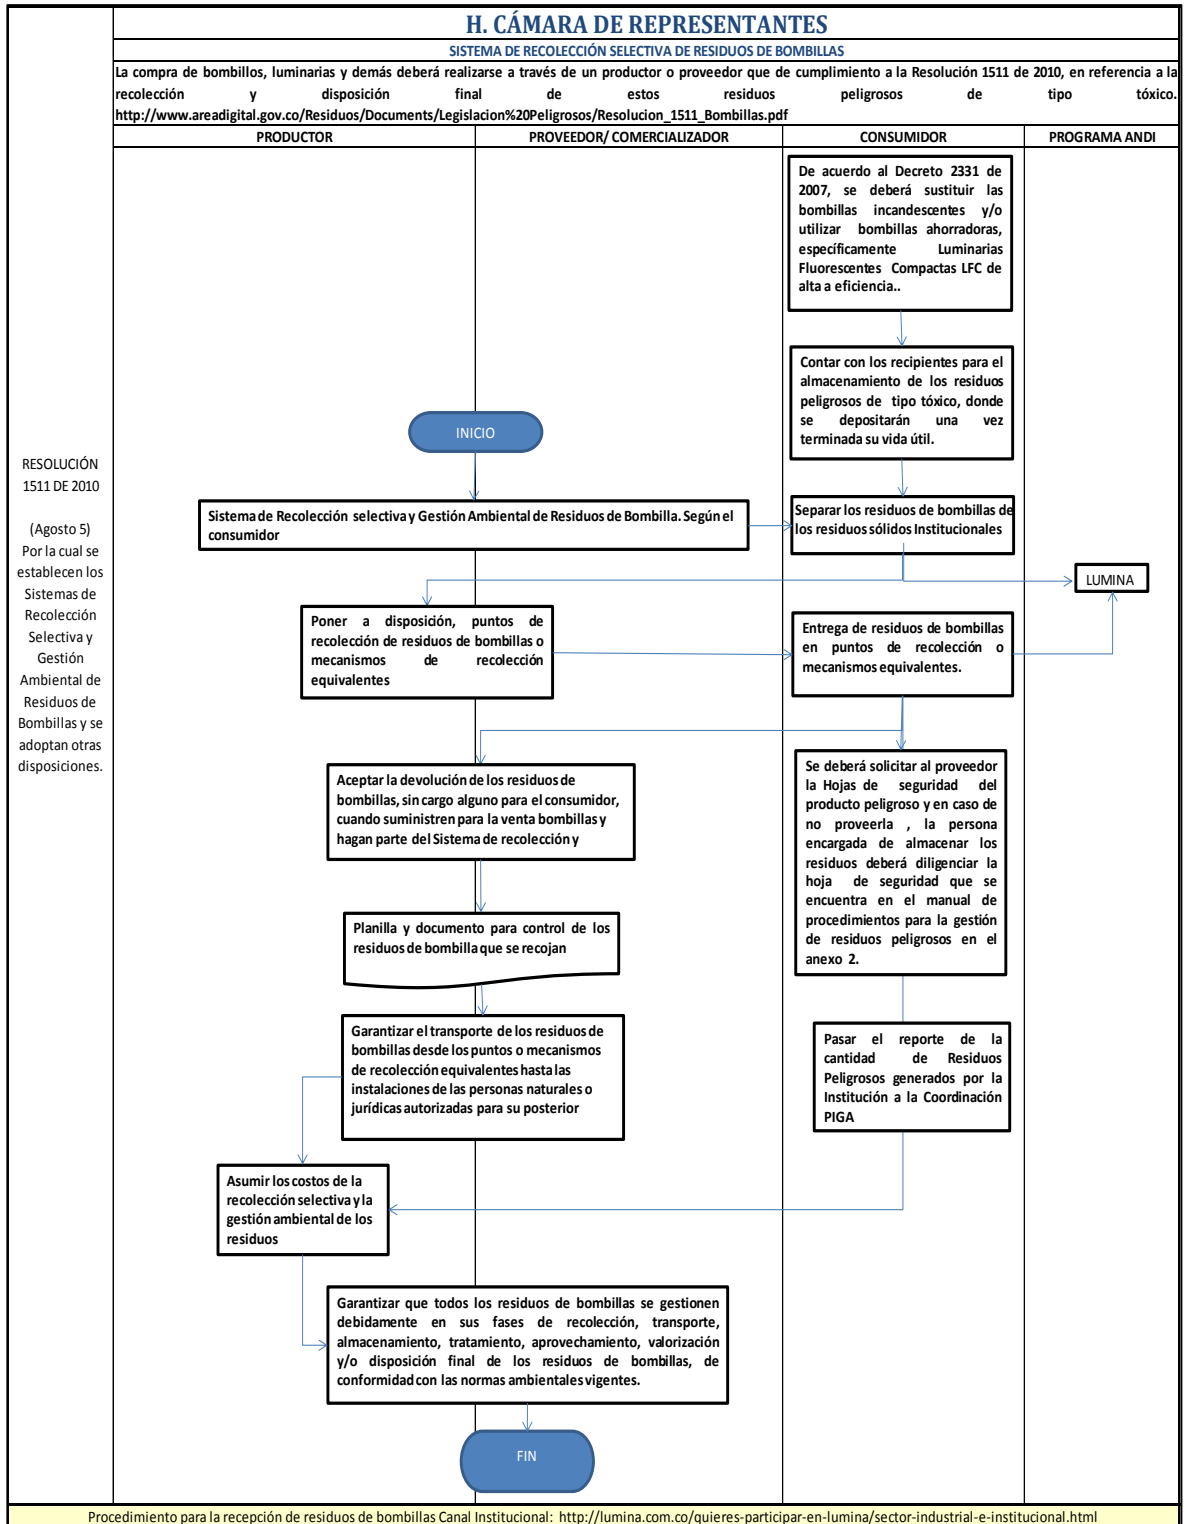 H. CÁMARA DE REPRESENTANTES
SISTEMA DE RECOLECCIÓN SELECTIVA DE RESIDUOS DE BOMBILLAS
La compra de bombillos, luminarias y demás deberá realizarse a través de un productor o proveedor que de cumplimiento a la Resolución 1511 de 2010, en referencia a la
recolección y disposición final de estos residuos peligrosos de tipo tóxico.
http://www.areadigital.gov.co/Residuos/Documents/Legislacion%20Peligrosos/Resolucion_1511_Bombillas.pdf
PRODUCTOR
PROVEEDOR/ COMERCIALIZADOR
CONSUMIDOR
PROGRAMA ANDI
RESOLUCIÓN
1511 DE 2010
(Agosto 5)
Por la cual se
establecen los
Sistemas de
Recolección
Selectiva y
Gestión
Ambiental de
Residuos de
Bombillas y se
adoptan otras
disposiciones.
De acuerdo al Decreto 2331 de
2007, se deberá sustituir las
bombillas incandescentes y/o
utilizar bombillas ahorradoras,
específicamente Luminarias
Fluorescentes Compactas LFC de
alta a eficiencia..
Contar con los recipientes para el
almacenamiento de los residuos
peligrosos de tipo tóxico, donde
se depositarán una vez
terminada su vida útil.
INICIO
Sistema de Recolección selectiva y Gestión Ambiental de Residuos de Bombilla. Según el
consumidor
Separar los residuos de bombillas de
los residuos sólidos Institucionales
LUMINA
Poner a disposición, puntos de
recolección de residuos de bombillas o
mecanismos de recolección
equivalentes
Entrega de residuos de bombillas
en puntos de recolección o
mecanismos equivalentes.
Aceptar la devolución de los residuos de
bombillas, sin cargo alguno para el consumidor,
cuando suministren para la venta bombillas y
hagan parte del Sistema de recolección y
Se deberá solicitar al proveedor
la Hojas de seguridad del
producto peligroso y en caso de
no proveerla , la persona
encargada de almacenar los
residuos deberá diligenciar la
hoja de seguridad que se
encuentra en el manual de
procedimientos para la gestión
de residuos peligrosos en el
anexo 2.
Planilla y documento para control de los
residuos de bombilla que se recojan
Garantizar el transporte de los residuos de
bombillas desde los puntos o mecanismos
de recolección equivalentes hasta las
instalaciones de las personas naturales o
jurídicas autorizadas para su posterior
Pasar el reporte de la
cantidad de Residuos
Peligrosos generados por la
Institución a la Coordinación
PIGA
Asumir los costos de la
recolección selectiva y la
gestión ambiental de los
residuos
Garantizar que todos los residuos de bombillas se gestionen
debidamente en sus fases de recolección, transporte,
almacenamiento, tratamiento, aprovechamiento, valorización
y/o disposición final de los residuos de bombillas, de
conformidad con las normas ambientales vigentes.
FIN
Procedimiento para la recepción de residuos de bombillas Canal Institucional: http://lumina.com.co/quieres-participar-en-lumina/sector-industrial-e-institucional.html